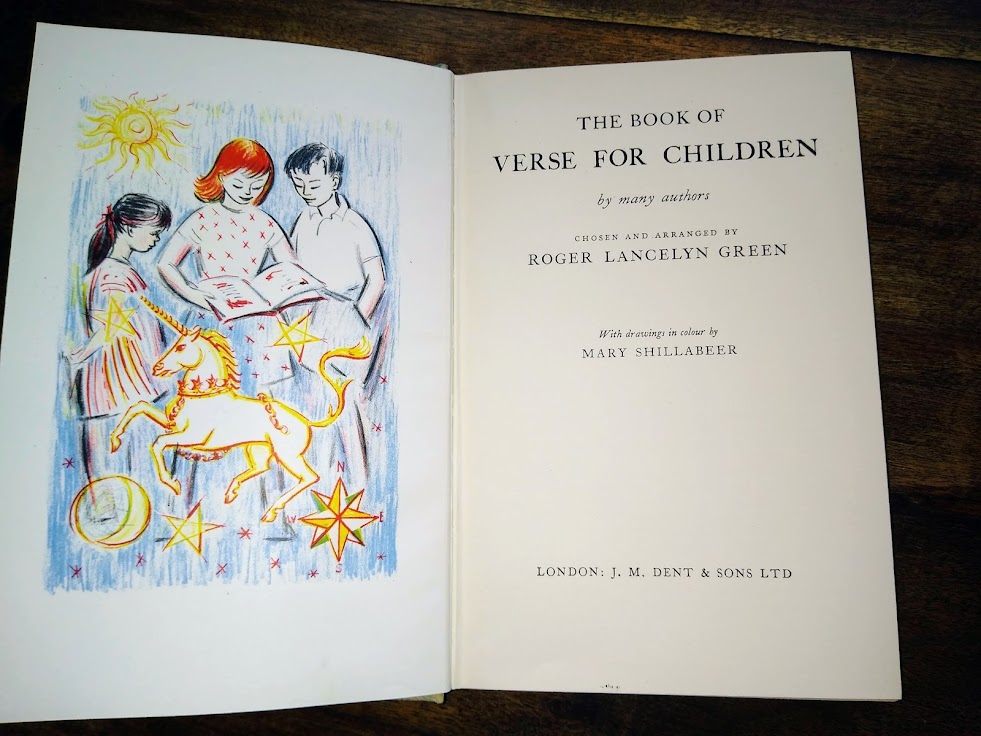 THE BOOK OF
VERSE FOR CHILDREN
by many authors
CHOSEN AND ARRANGED BY
ROGER LANCELYN GREEN
With drawings in colour by
MARY SHILLABEER
LONDON: J. M. DENT & SONS LTD
N
W E
S